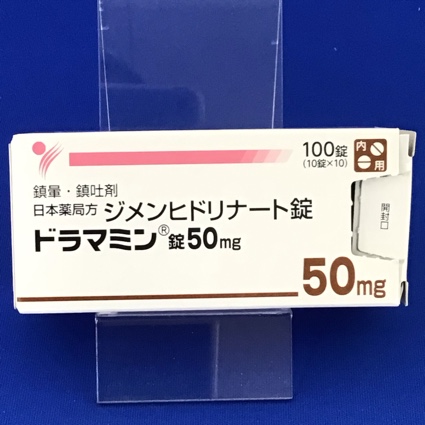 100錠
(10錠×10)
内用
鎮暈・鎮吐剤
日本薬局方 ジメンヒドリナート錠
ドラマミン®錠50mg
開封口
50mg